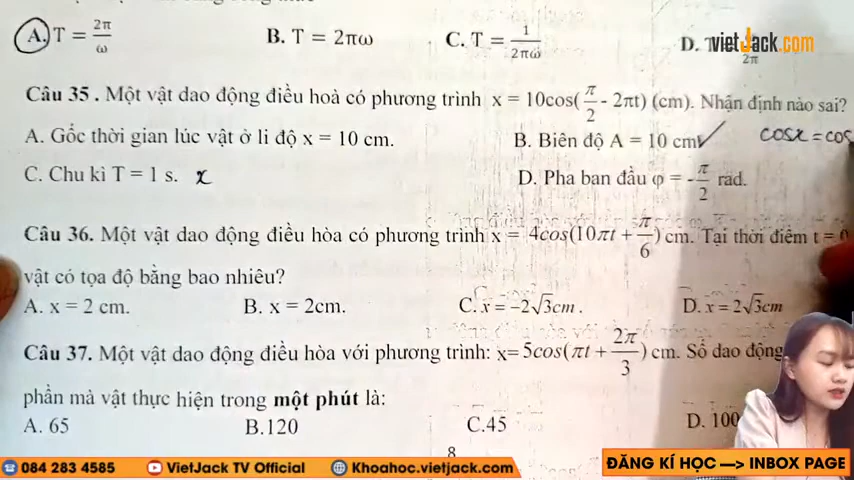 A. T = 2π/ω B. T = 2πω C. T = 1/2πω D. T 2π
vietJack.com
Câu 35 . Một vật dao động điều hoà có phương trình x = 10cos(π/2 - 2πt) (cm). Nhận định nào sai?
A. Gốc thời gian lúc vật ở li độ x = 10 cm. B. Biên độ A = 10 cm ✓ cosx = cos
C. Chu kì T = 1 s. x D. Pha ban đầu φ = -π/2 rad.
Câu 36. Một vật dao động điều hòa có phương trình x = 4cos(10πt + π/6) cm. Tại thời điểm t = 0
vật có tọa độ bằng bao nhiêu?
A. x = 2 cm. B. x = 2cm. C. x = −2√3cm . D. x = 2√3cm
Câu 37. Một vật dao động điều hòa với phương trình: x=5cos(πt + 2π/3) cm. Số dao động
phần mà vật thực hiện trong một phút là:
A. 65 B.120 C.45 D. 100
8
084 283 4585 VietJack TV Official Khoahoc.vietjack.com ĐĂNG KÍ HỌC —> INBOX PAGE